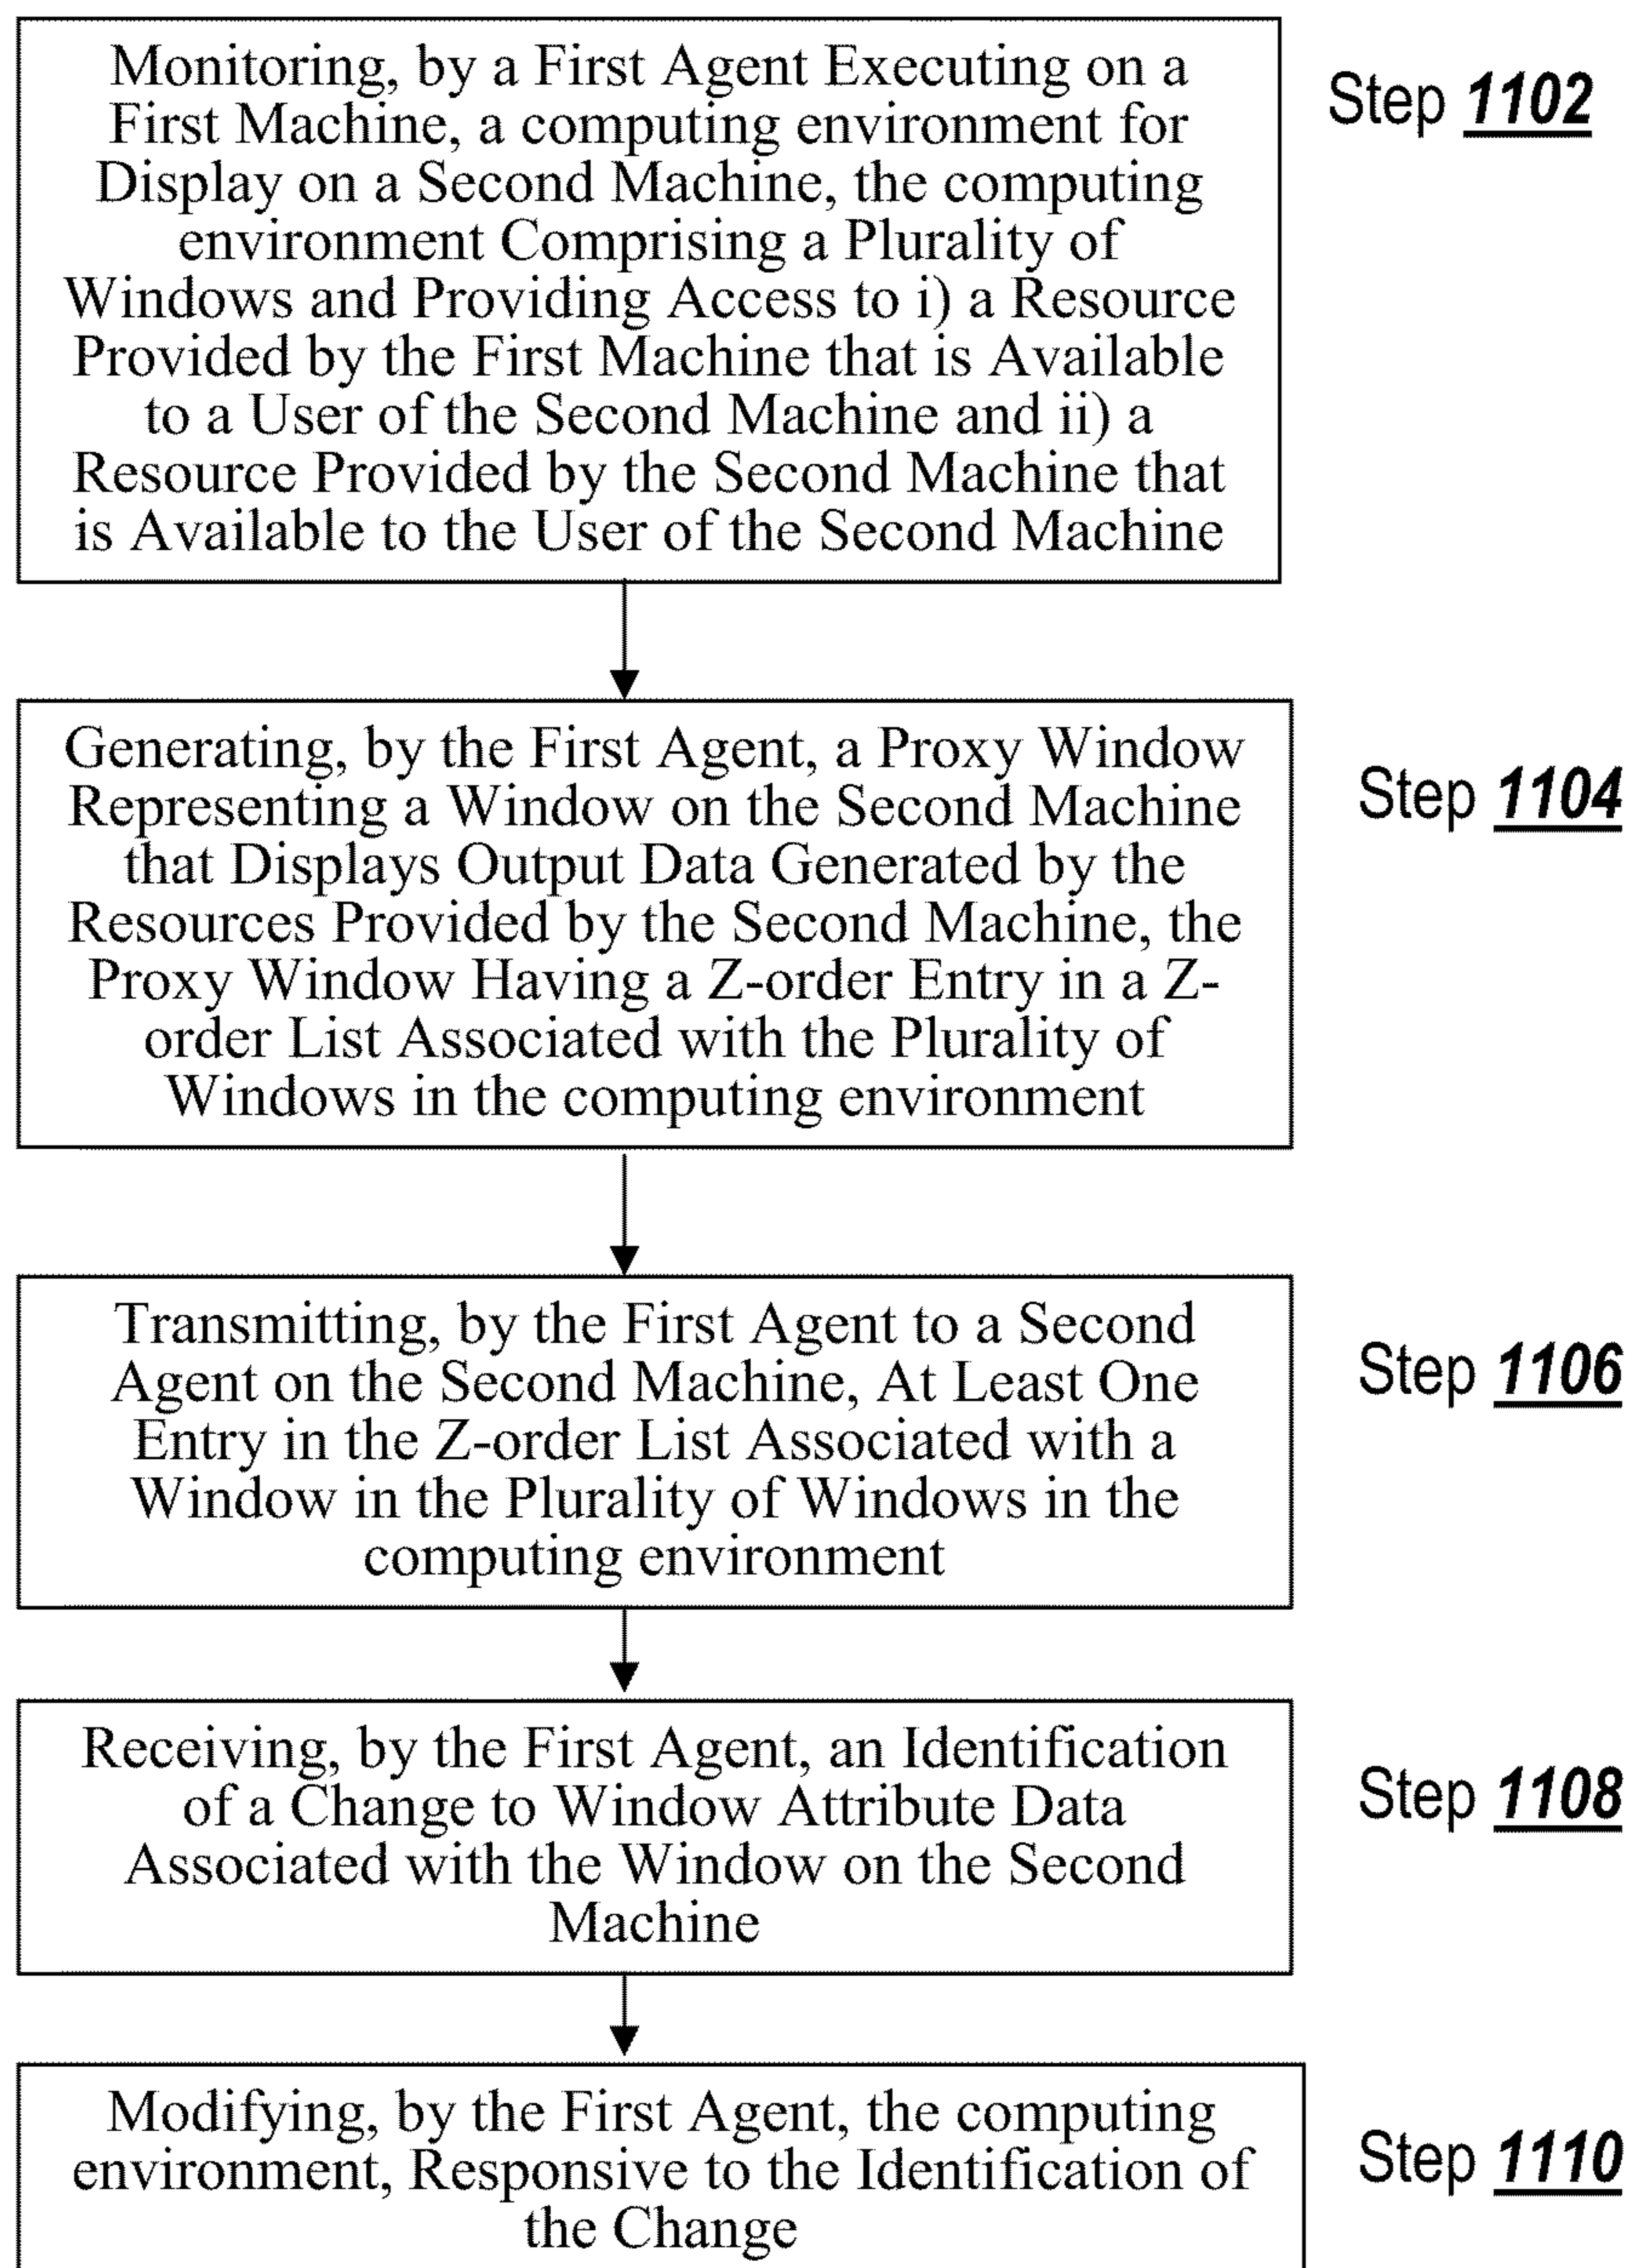 Monitoring, by a First Agent Executing on a
First Machine, a computing environment for
Display on a Second Machine, the computing
environment Comprising a Plurality of
Windows and Providing Access to i) a Resource
Provided by the First Machine that is Available
to a User of the Second Machine and ii) a
Resource Provided by the Second Machine that
is Available to the User of the Second Machine
Step 1102
Generating, by the First Agent, a Proxy Window
Representing a Window on the Second Machine
that Displays Output Data Generated by the
Resources Provided by the Second Machine, the
Proxy Window Having a Z-order Entry in a Z-
order List Associated with the Plurality of
Windows in the computing environment
Step 1104
Transmitting, by the First Agent to a Second
Agent on the Second Machine, At Least One
Entry in the Z-order List Associated with a
Window in the Plurality of Windows in the
computing environment
Step 1106
Receiving, by the First Agent, an Identification
of a Change to Window Attribute Data
Associated with the Window on the Second
Machine
Step 1108
Modifying, by the First Agent, the computing
environment, Responsive to the Identification of
the Change
Step 1110